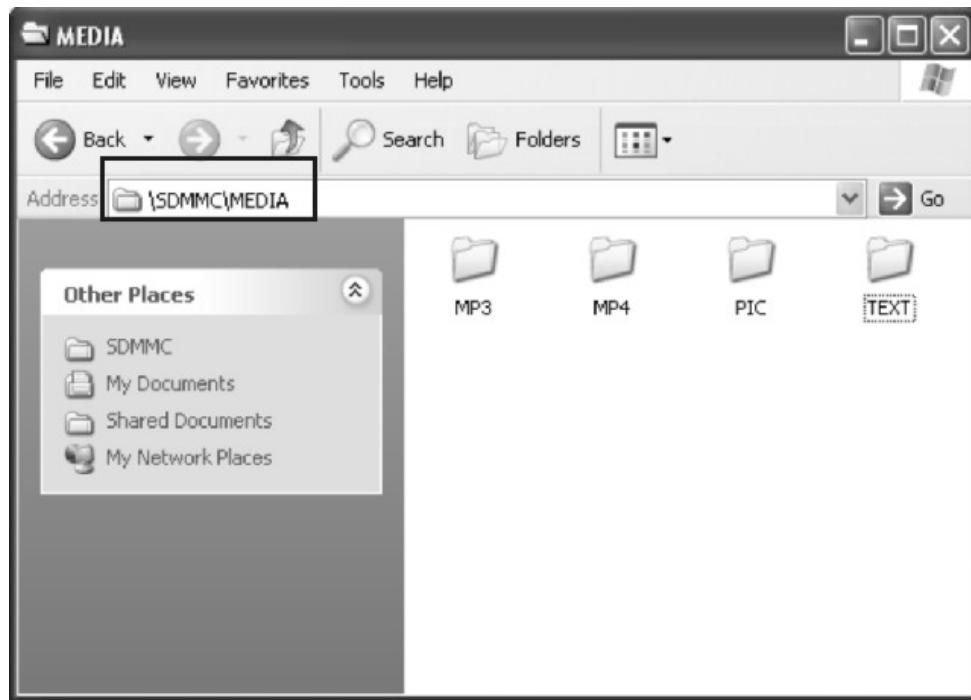 MEDIA
File Edit View Favorites Tools Help
Back Search Folders
Address \SDMMC\MEDIA Go
Other Places
SDMMC
My Documents
Shared Documents
My Network Places
MP3 MP4 PIC TEXT